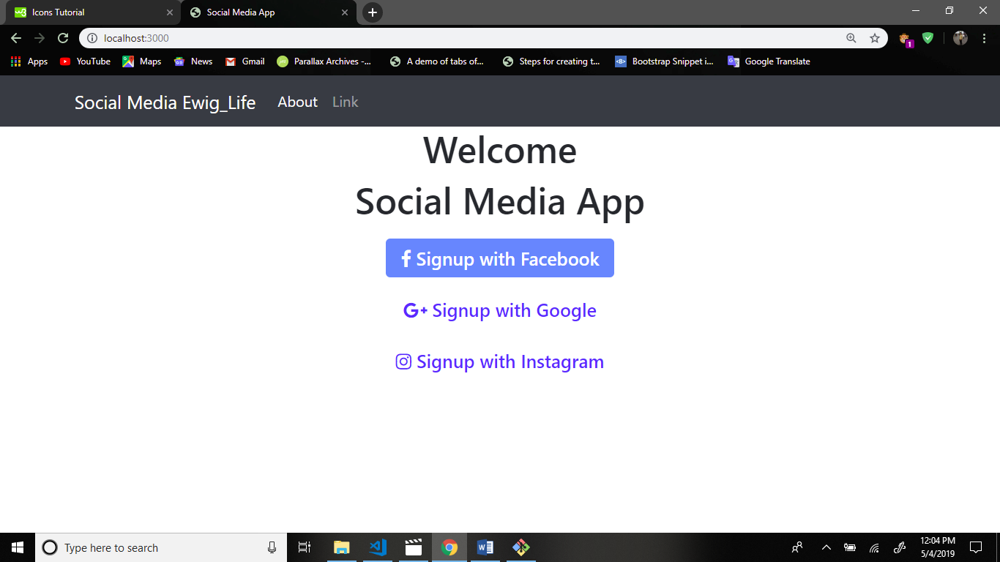 Icons Tutorial
Social Media App
localhost:3000
1
Apps
YouTube
Maps
News
Gmail
Parallax Archives -...
A demo of tabs of...
Steps for creating t...
Bootstrap Snippet i...
Google Translate
Social Media Ewig_Life
About
Link
Welcome
Social Media App
Signup with Facebook
Signup with Google
Signup with Instagram
Type here to search
12:04 PM
5/4/2019